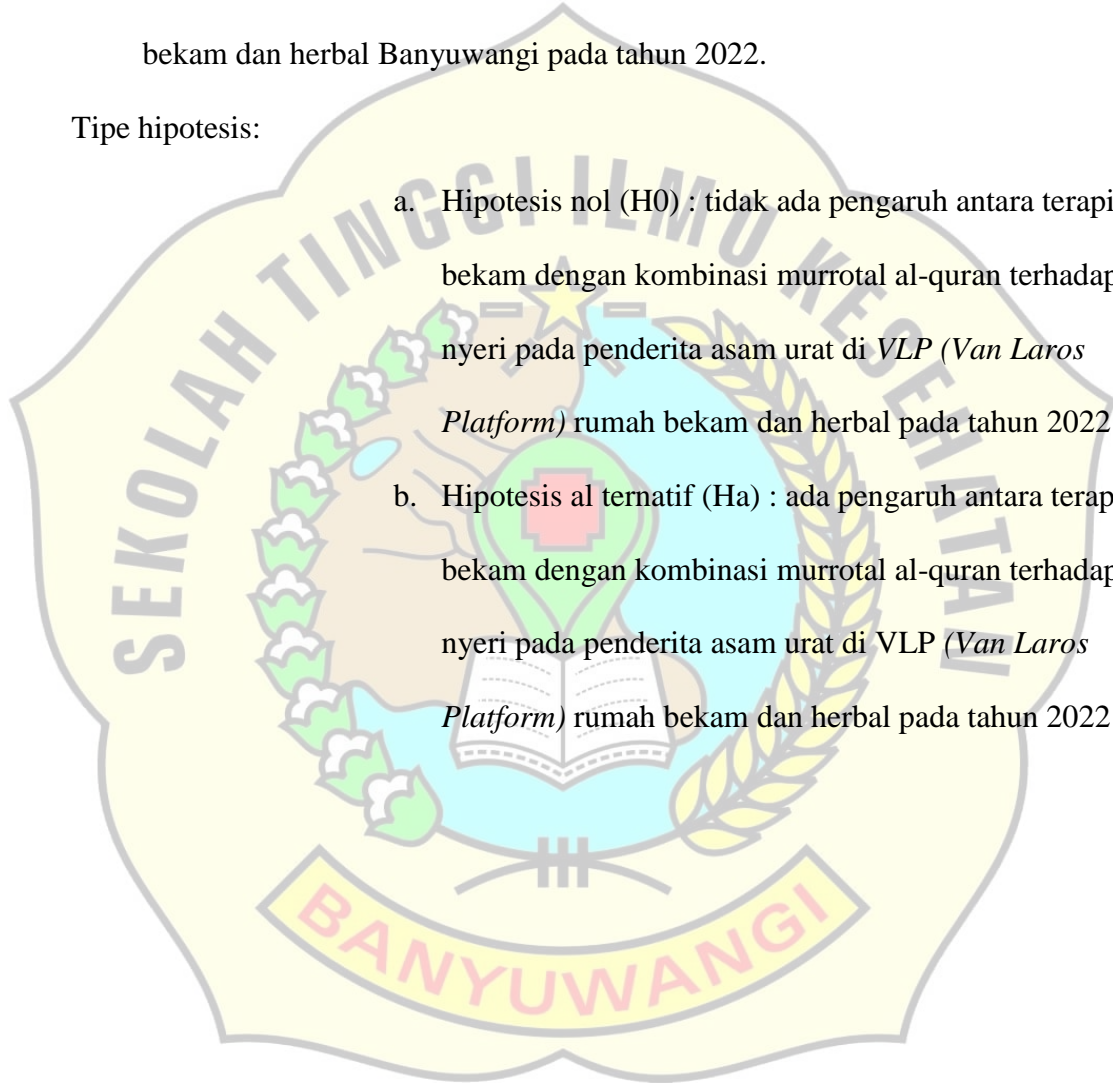 bekam dan herbal Banyuwangi pada tahun 2022.
Tipe hipotesis:
a. Hipotesis nol (H0) : tidak ada pengaruh antara terapi
bekam dengan kombinasi murrotal al-quran terhadap
nyeri pada penderita asam urat di VLP (Van Laros
Platform) rumah bekam dan herbal pada tahun 2022
b. Hipotesis al ternatif (Ha) : ada pengaruh antara terap
bekam dengan kombinasi murrotal al-quran terhadap
nyeri pada penderita asam urat di VLP (Van Laros
Platform) rumah bekam dan herbal pada tahun 2022
SEKOLAH TINGGI ILMU KESEHATAN
BANYUWANGI